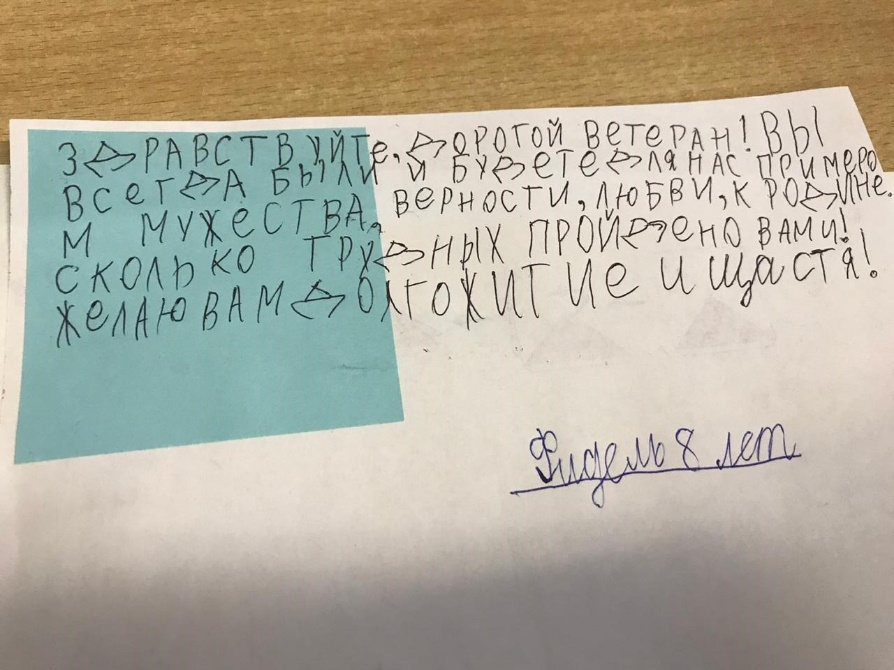 ЗДРАВСТВУЙТЕ, ДОРОГОЙ ВЕТЕРАН! ВЫ
ВСЕГДА БЫЛИ И БУДЕТЕ ДЛЯ НАС ПРИМЕРО
М МУЖЕСТВА, ВЕРНОСТИ, ЛЮБВИ, К РОДИНЕ.
СКОЛЬКО ТРУДНЫХ ПРОЙДЕНО ВАМИ!
ЖЕЛАЮ ВАМ ДОЛГОЖИТИЕ И ЩАСТЯ!
Фидель 8 лет